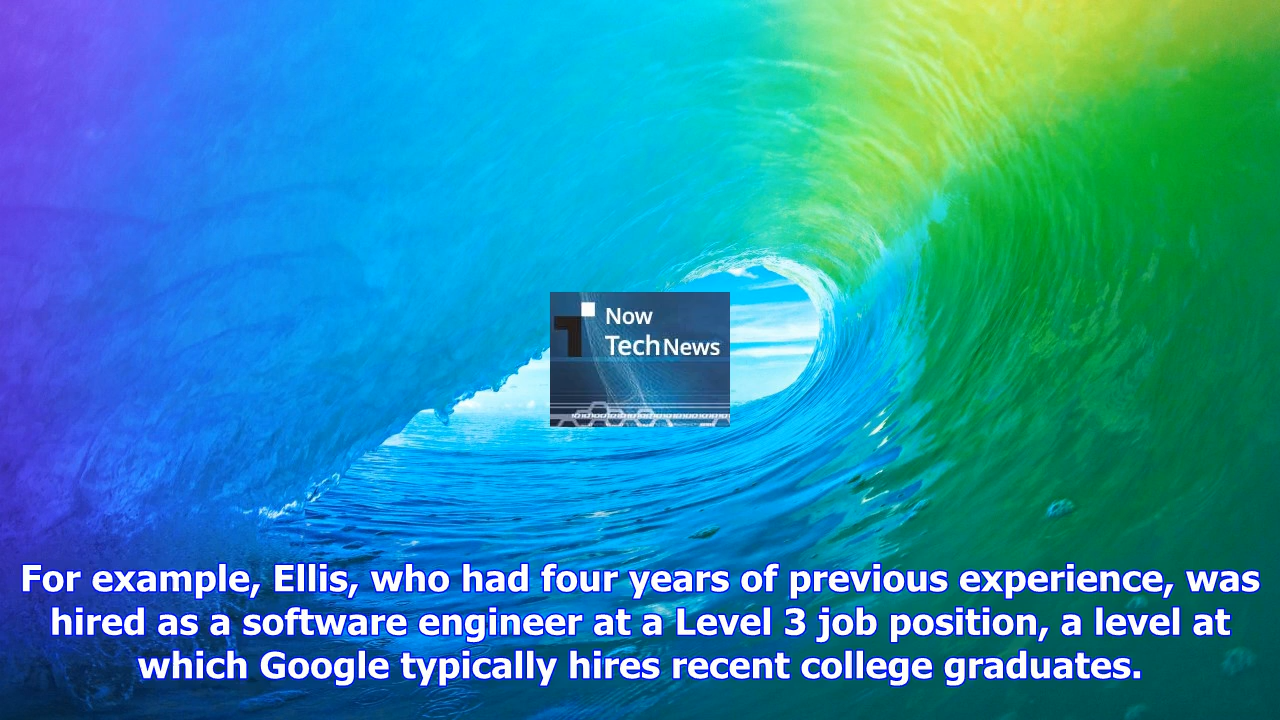 Now
Tech News
For example, Ellis, who had four years of previous experience, was
hired as a software engineer at a Level 3 job position, a level at
which Google typically hires recent college graduates.